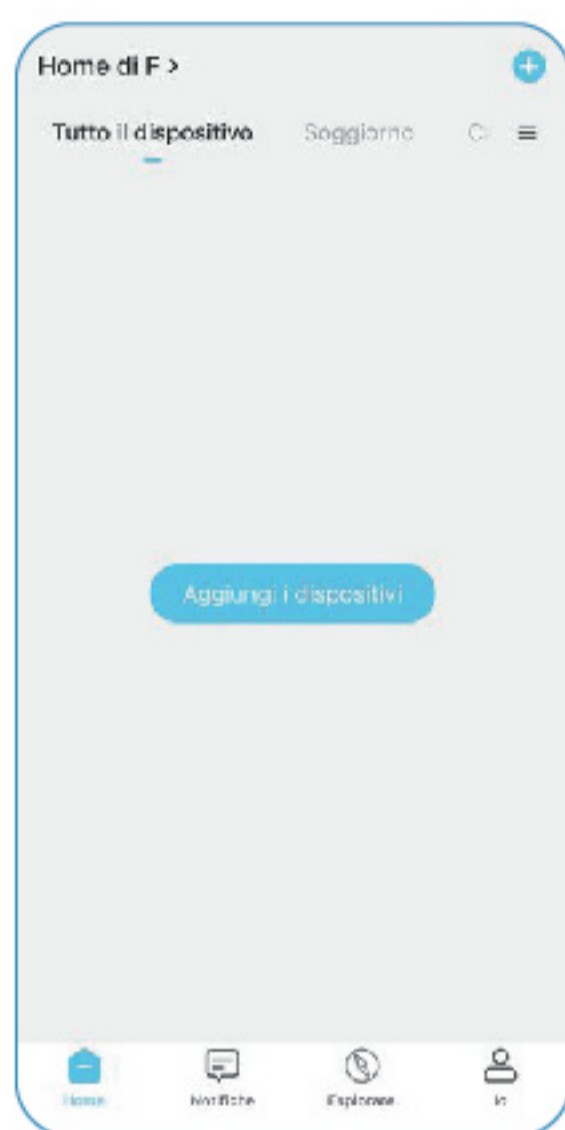 Home di F >
Tutto il dispositivo Soggiorno
Aggiungi i dispositivi
Home Notifiche Esplorare Io